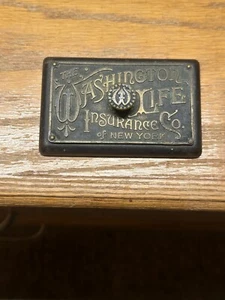 THE
WASHINGTON
LIFE
INSURANCE CO.
OF NEW YORK